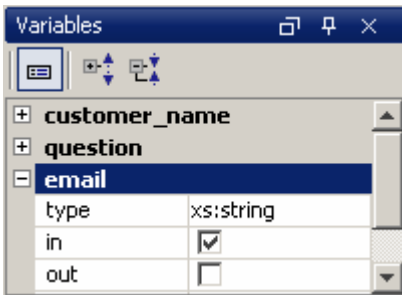 Variables
customer_name
question
email
type xs:string
in
out